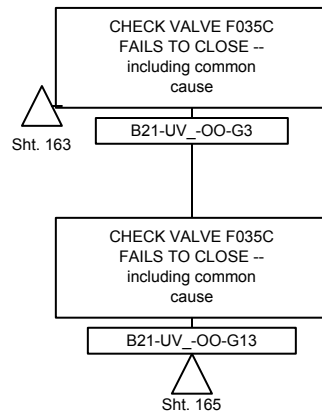 CHECK VALVE F035C
FAILS TO CLOSE --
including common
cause
Sht. 163
B21-UV_-OO-G3
CHECK VALVE F035C
FAILS TO CLOSE --
including common
cause
B21-UV_-OO-G13
Sht. 165